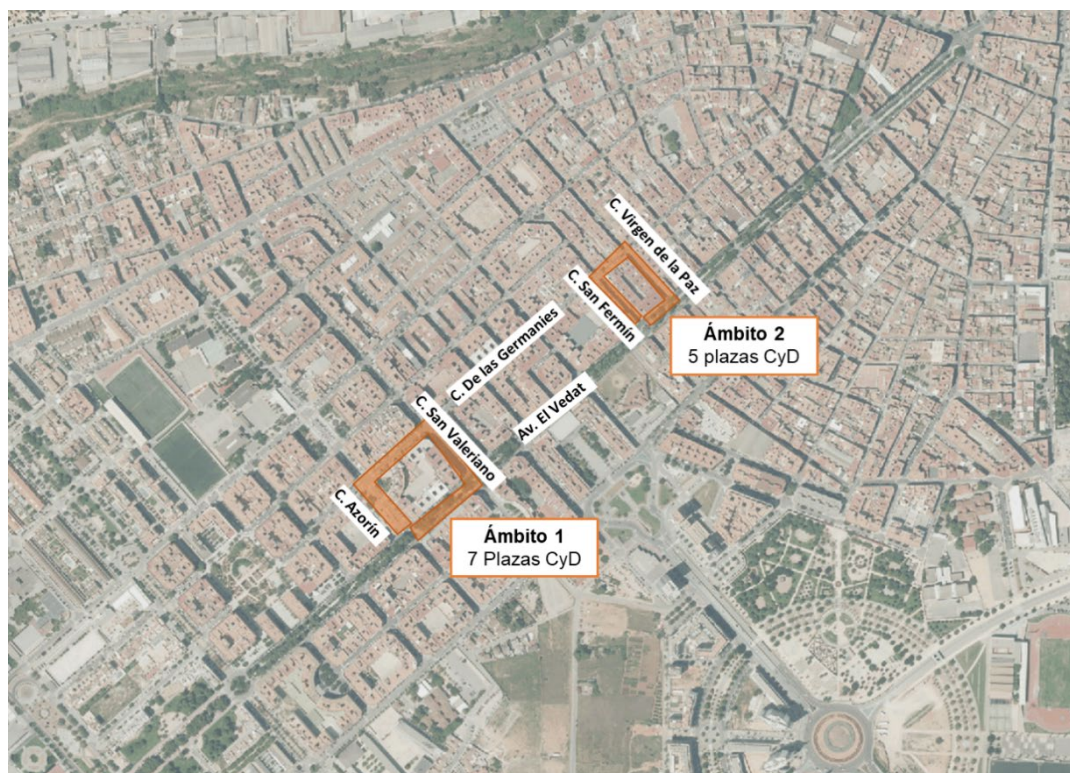 C. Virgen de la Paz
C. San Fermín
Ámbito 2
5 plazas CyD
C. De las Germanies
Av. El Vedat
C. San Valeriano
C. Azorín
Ámbito 1
7 Plazas CyD